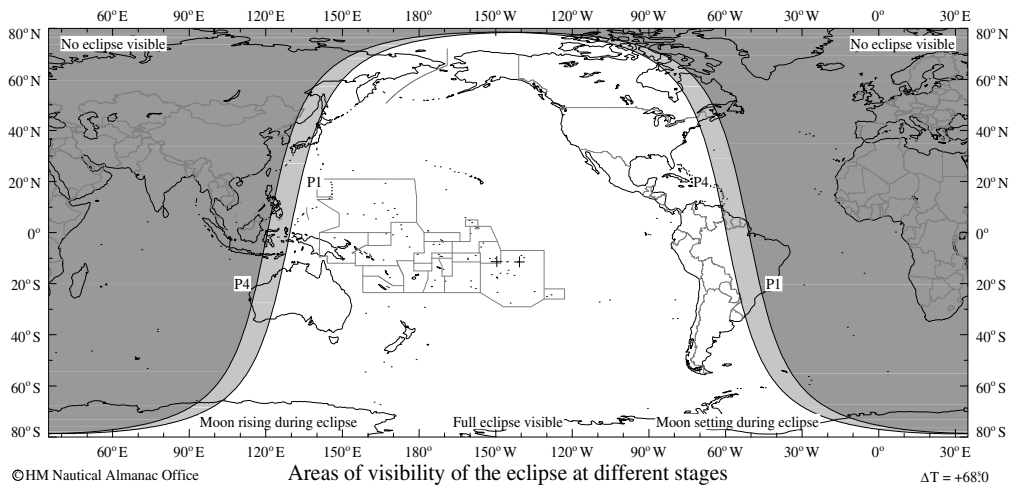 60°E 90°E 120°E 150°E 180° 150°W 120°W 90°W 60°W 30°W 0° 30°E
80°N 80°N
No eclipse visible No eclipse visible
60°N 60°N
40°N 40°N
20°N P1 P4 20°N
0° 0°
20°S P4 P1 20°S
40°S 40°S
60°S 60°S
Moon rising during eclipse Full eclipse visible Moon setting during eclipse
80°S 80°S
60°E 90°E 120°E 150°E 180° 150°W 120°W 90°W 60°W 30°W 0° 30°E
©HM Nautical Almanac Office Areas of visibility of the eclipse at different stages ΔT = +68ˢ.0